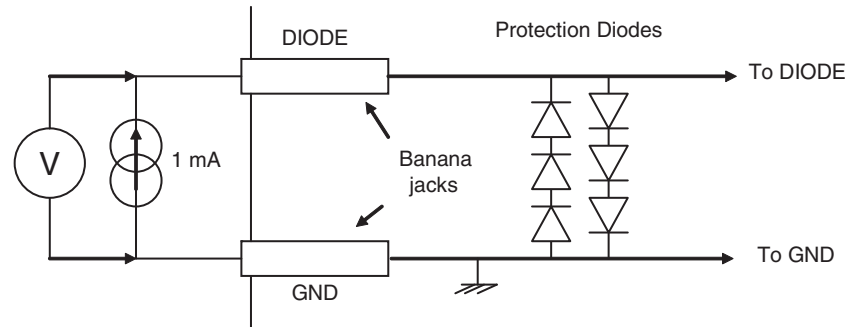 DIODE
Protection Diodes
To DIODE
V
1 mA
Banana
jacks
To GND
GND